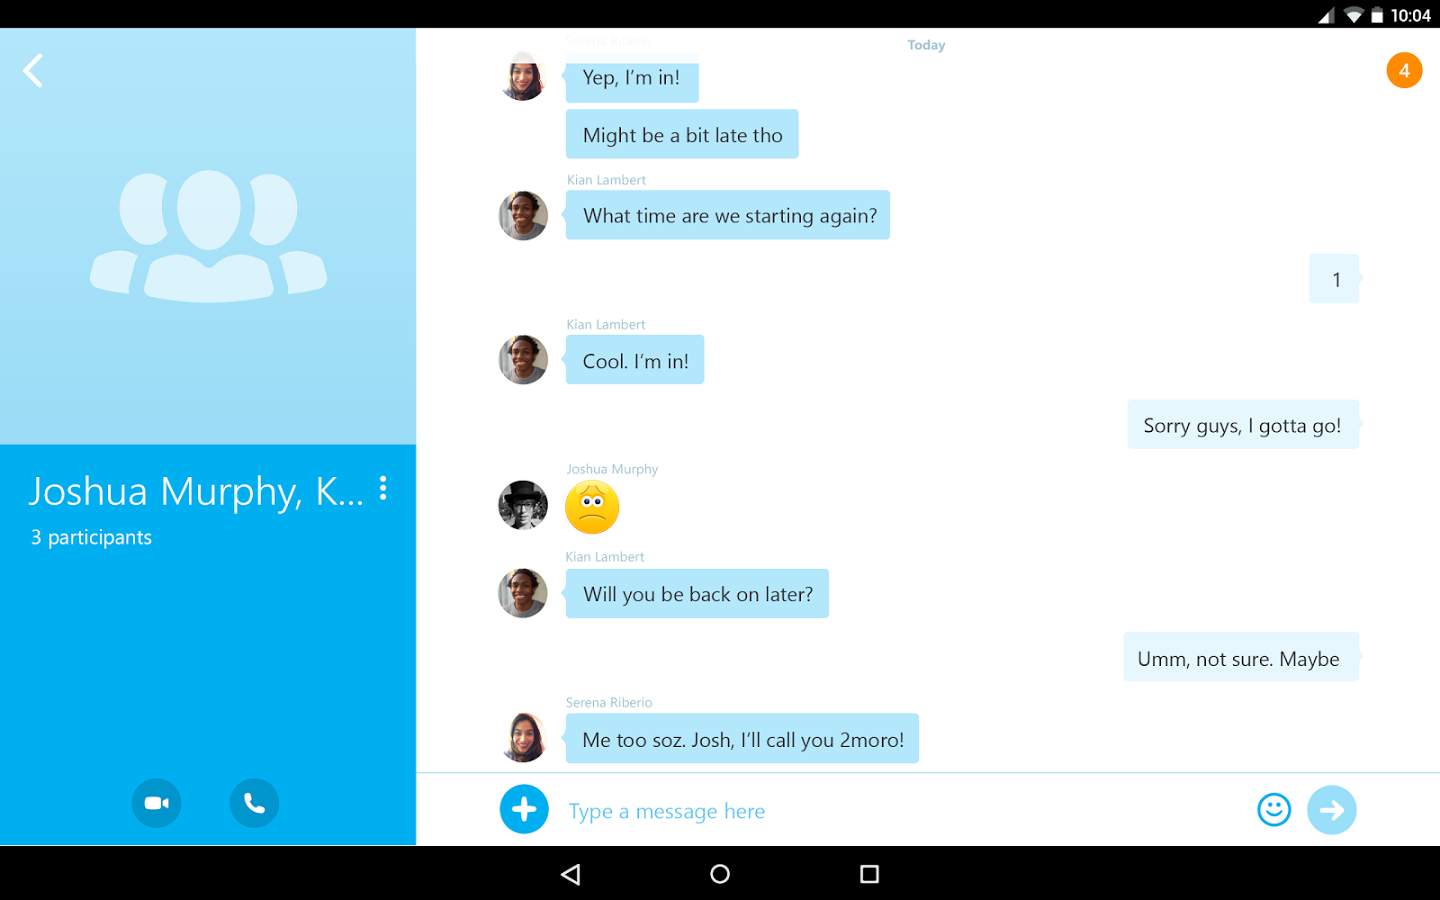 10:04
Today
4
Serena Riberio
Yep, I'm in!
Might be a bit late tho
Kian Lambert
What time are we starting again?
1
Kian Lambert
Cool. I'm in!
Sorry guys, I gotta go!
Joshua Murphy
Kian Lambert
Will you be back on later?
Umm, not sure. Maybe
Serena Riberio
Me too soz. Josh, I'll call you 2moro!
Type a message here
Joshua Murphy, K...
3 participants